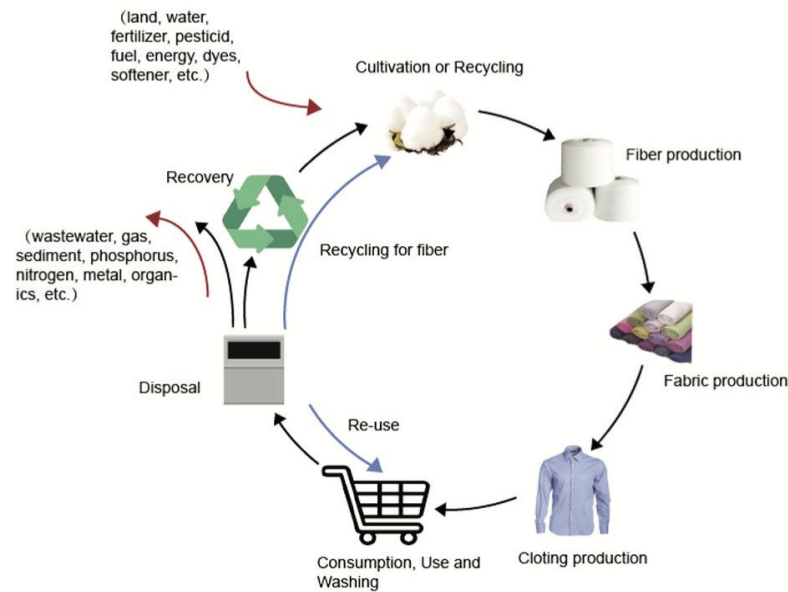 (land, water,
fertilizer, pesticid,
fuel, energy, dyes,
softener, etc.)
Cultivation or Recycling
Fiber production
Recovery
(wastewater, gas,
sediment, phosphorus,
nitrogen, metal, organ-
ics, etc.)
Recycling for fiber
Fabric production
Disposal
Re-use
Cloting production
Consumption, Use and
Washing